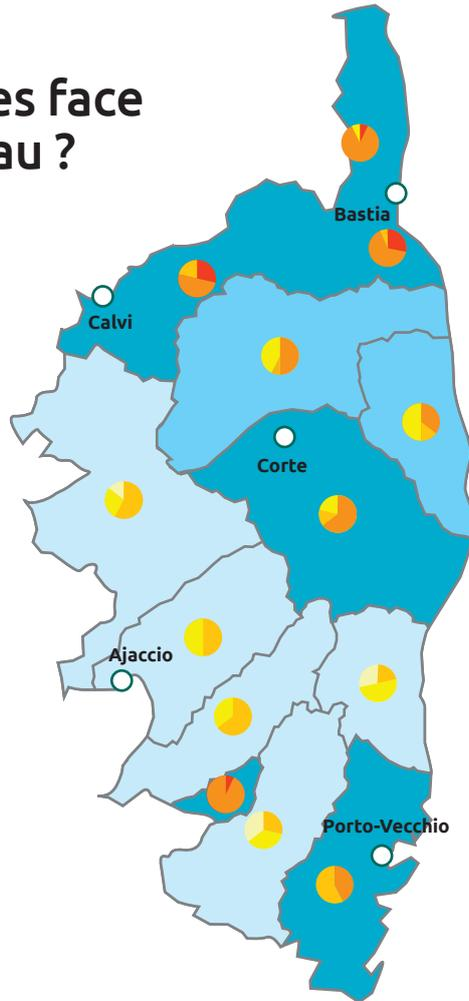 es face
au ?
Bastia
Calvi
Corte
Ajaccio
Porto-Vecchio